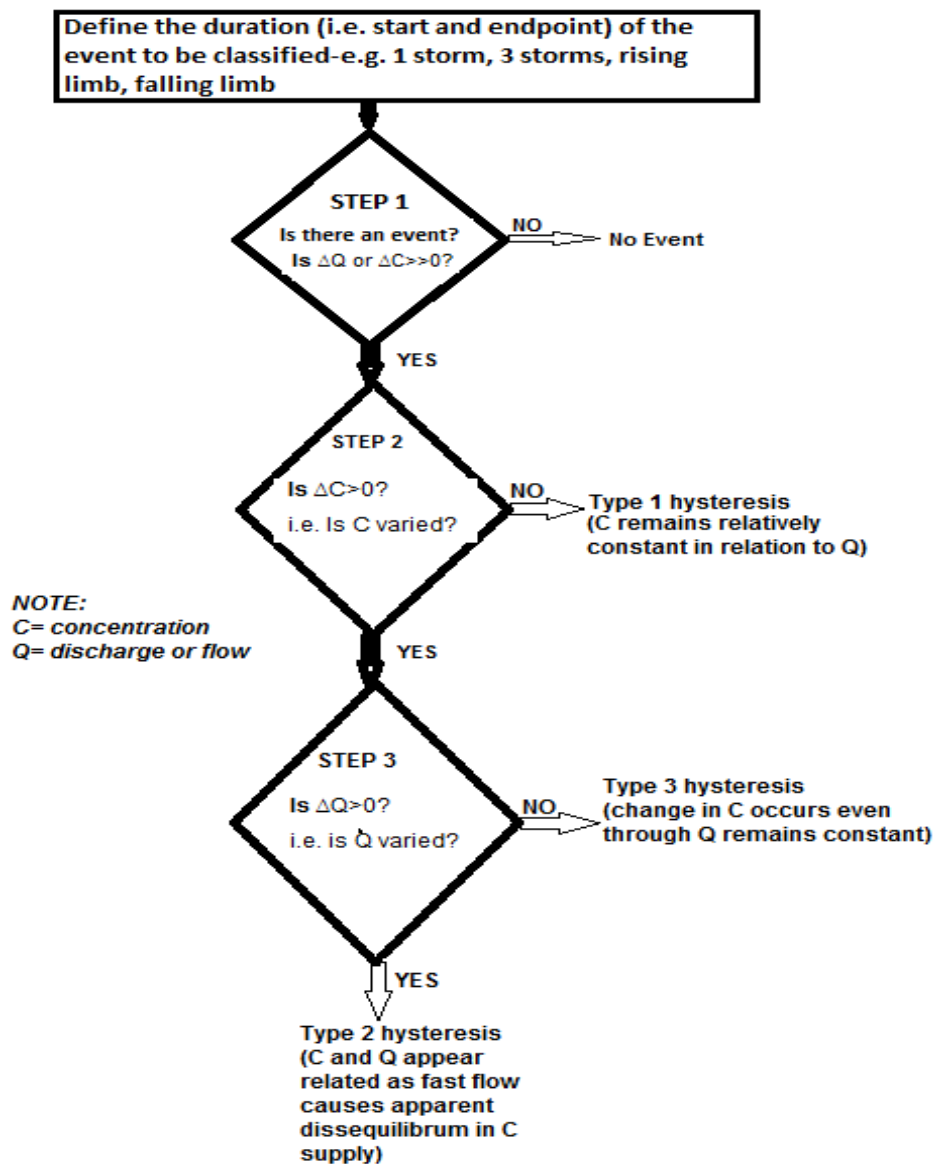 Define the duration (i.e. start and endpoint) of the
event to be classified-e.g. 1 storm, 3 storms, rising
limb, falling limb
STEP 1
Is there an event?
Is △Q or △C>>0?
NO
No Event
YES
STEP 2
Is △C>0?
i.e. Is C varied?
NO
Type 1 hysteresis
(C remains relatively
constant in relation to Q)
NOTE:
C= concentration
Q= discharge or flow
YES
STEP 3
Is △Q>0?
i.e. is Q varied?
NO
Type 3 hysteresis
(change in C occurs even
through Q remains constant)
YES
Type 2 hysteresis
(C and Q appear
related as fast flow
causes apparent
dissequilibrum in C
supply)